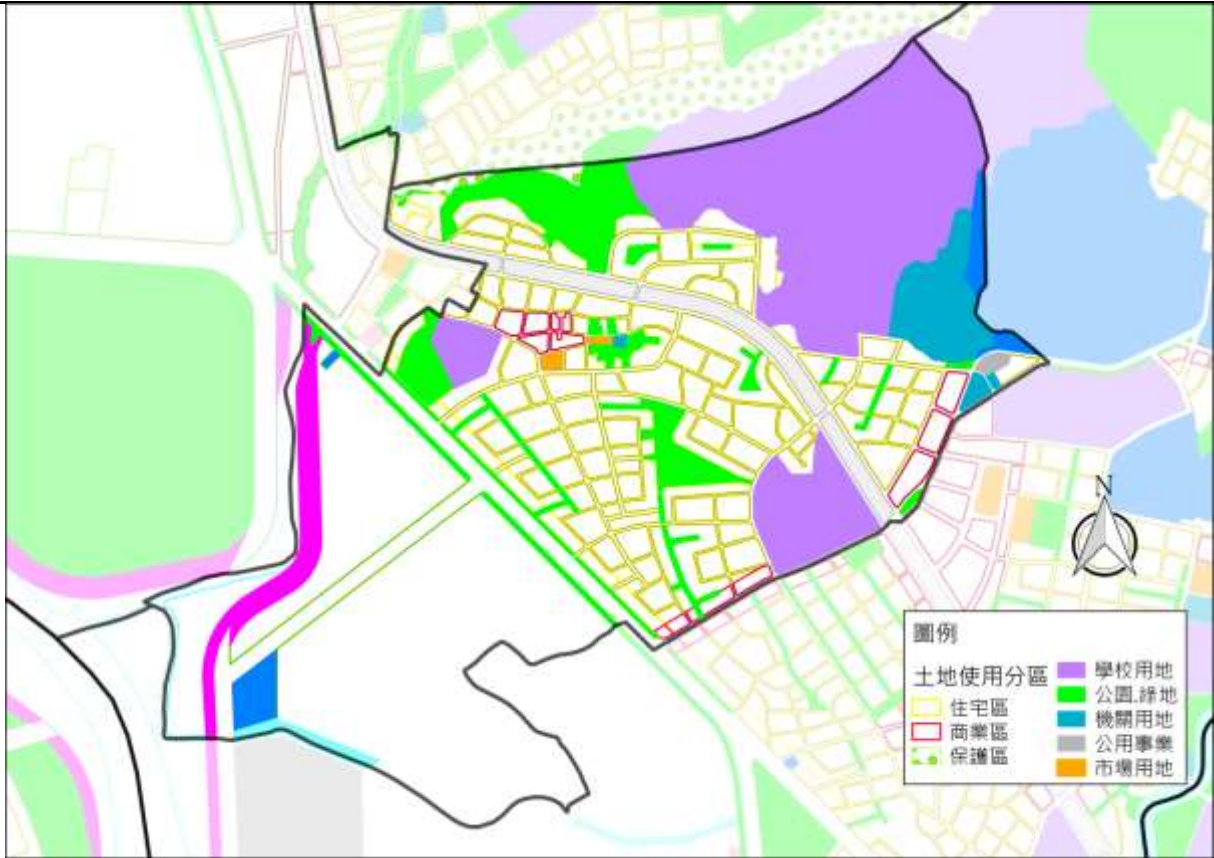 N
圖例
土地使用分區
住宅區
商業區
保護區
學校用地
公園.綠地
機關用地
公用事業
市場用地